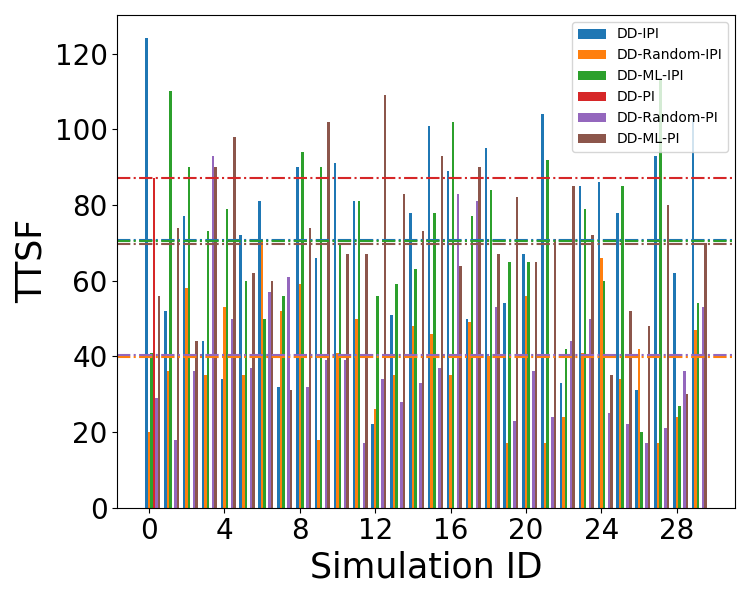 120
100
80
60
40
20
0
TTSF
DD-IPI
DD-Random-IPI
DD-ML-IPI
DD-PI
DD-Random-PI
DD-ML-PI
0 4 8 12 16 20 24 28
Simulation ID